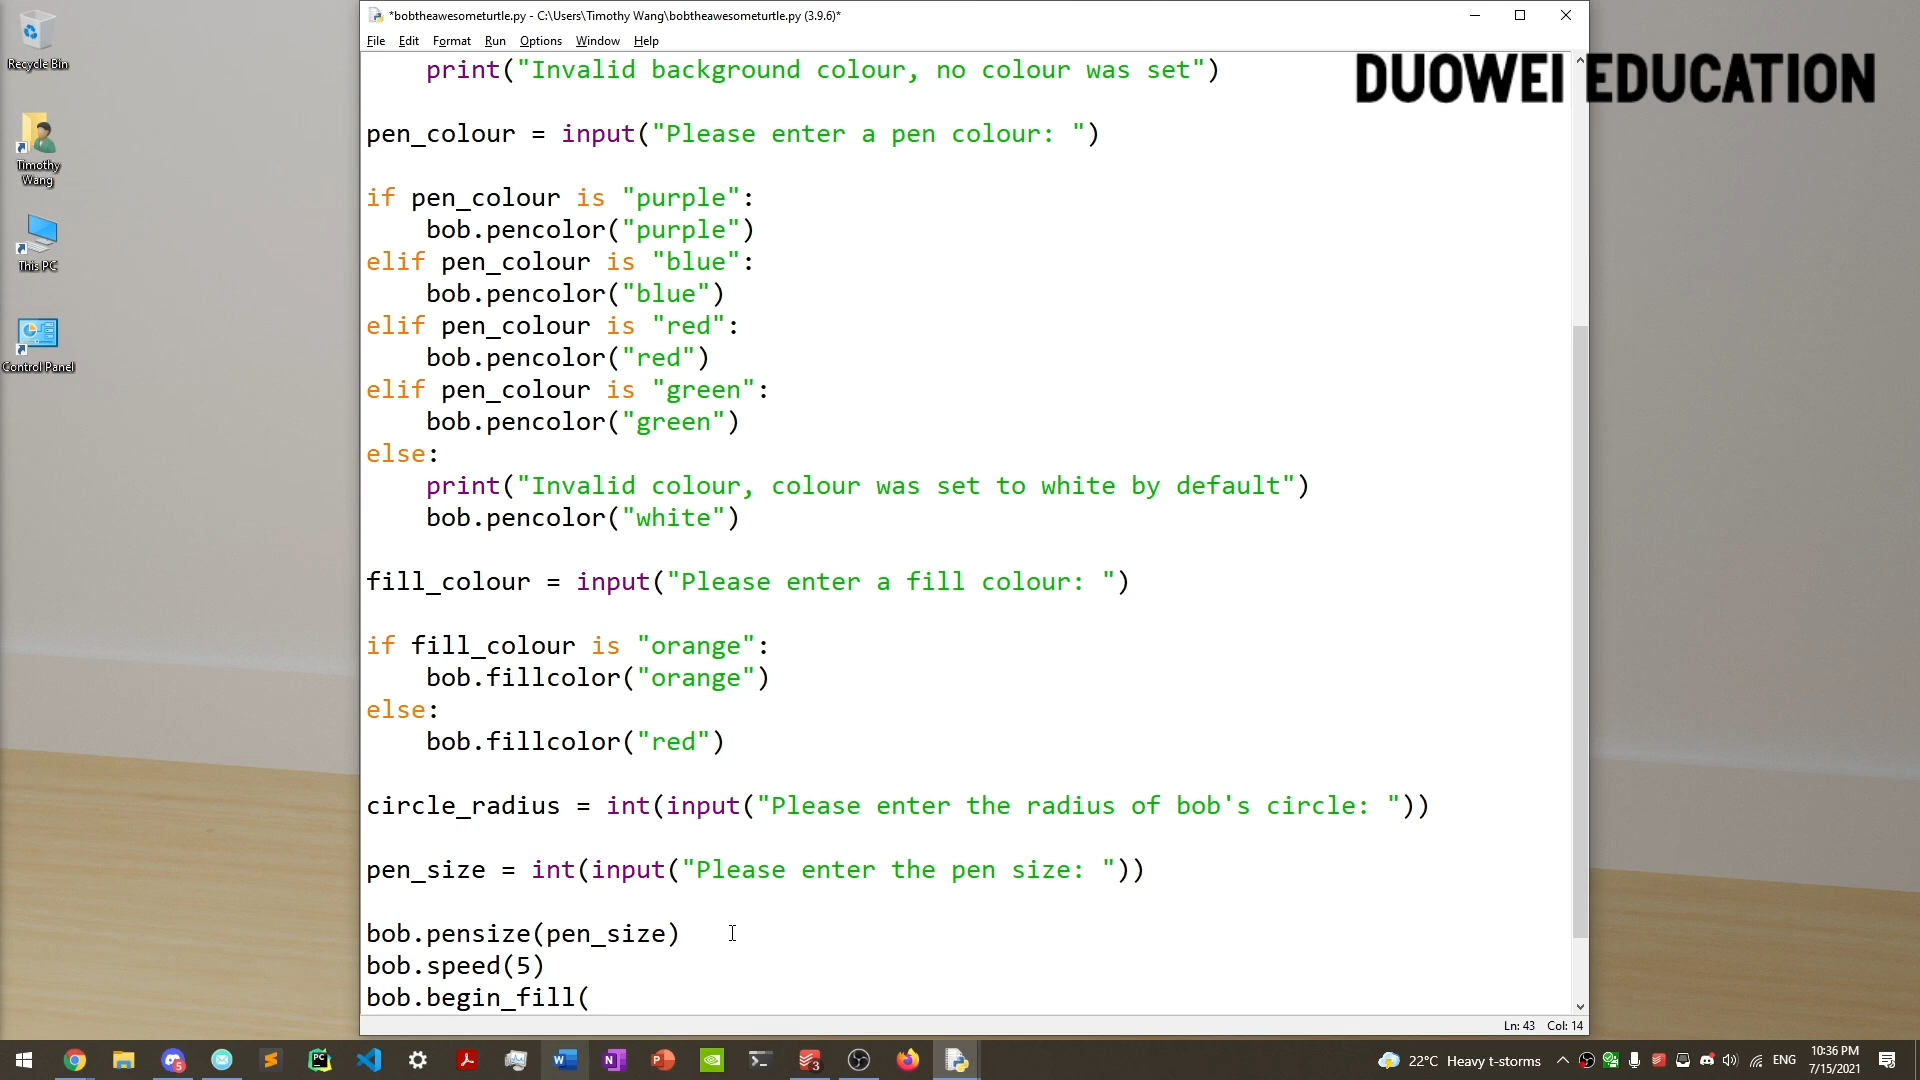 *bobtheawesometurtle.py - C:\Users\Timothy Wang\bobtheawesometurtle.py (3.9.6)*
File Edit Format Run Options Window Help
DUOWEI EDUCATION
Recycle Bin
Timothy
Wang
This PC
Control Panel
    print("Invalid background colour, no colour was set")
pen_colour = input("Please enter a pen colour: ")
if pen_colour is "purple":
    bob.pencolor("purple")
elif pen_colour is "blue":
    bob.pencolor("blue")
elif pen_colour is "red":
    bob.pencolor("red")
elif pen_colour is "green":
    bob.pencolor("green")
else:
    print("Invalid colour, colour was set to white by default")
    bob.pencolor("white")
fill_colour = input("Please enter a fill colour: ")
if fill_colour is "orange":
    bob.fillcolor("orange")
else:
    bob.fillcolor("red")
circle_radius = int(input("Please enter the radius of bob's circle: "))
pen_size = int(input("Please enter the pen size: "))
bob.pensize(pen_size)
bob.speed(5)
bob.begin_fill(
Ln: 43 Col: 14
22°C Heavy t-storms
ENG
10:36 PM
7/15/2021